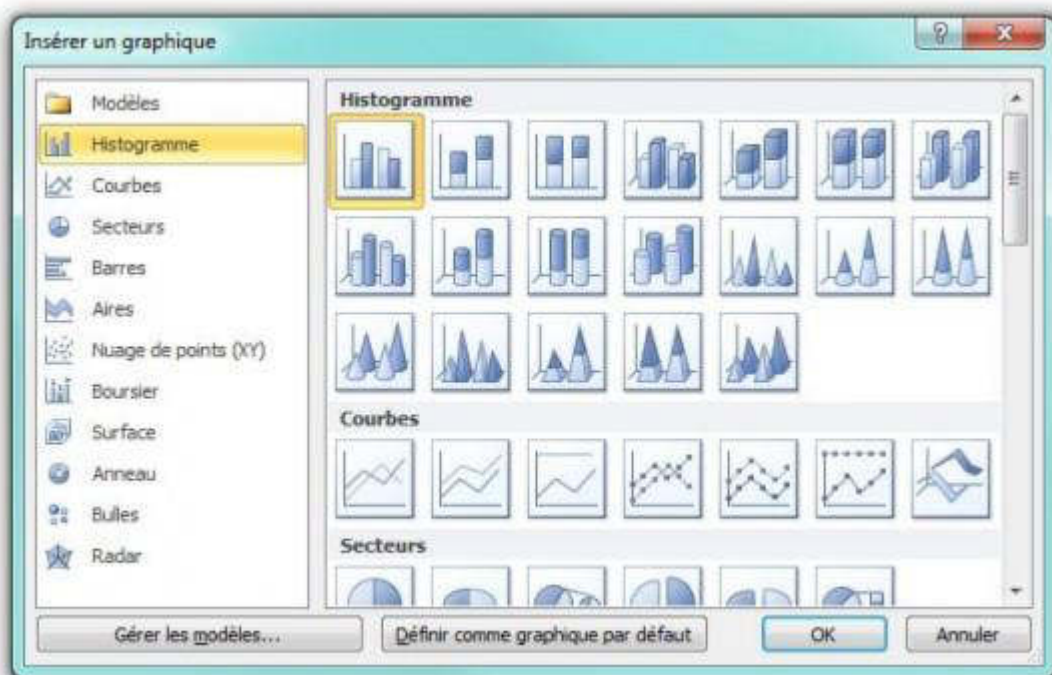 Insérer un graphique
Modèles
Histogramme
Courbes
Secteurs
Barres
Aires
Nuage de points (XY)
Boursier
Surface
Anneau
Bulles
Radar
Histogramme
Courbes
Secteurs
Gérer les modèles...
Définir comme graphique par défaut
OK
Annuler